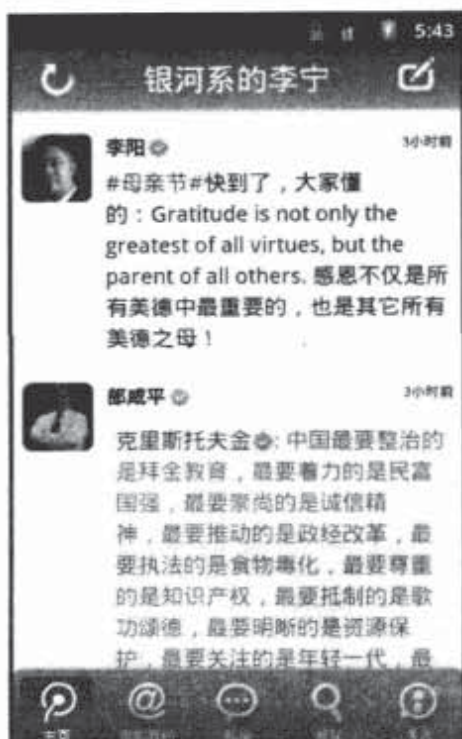 5:43
银河系的李宁
李阳
3小时前
#母亲节#快到了，大家懂
的：Gratitude is not only the
greatest of all virtues, but the
parent of all others. 感恩不仅是所
有美德中最重要的，也是其它所有
美德之母！
邰威平
3小时前
克里斯托夫金: 中国最要整治的
是拜金教育，最要着力的是民富
国强，最要崇尚的是诚信精
神，最要推动的是政经改革，最
要执法的是食物毒化，最要尊重
的是知识产权，最要抵制的是歌
功颂德，最要明晰的是资源保
护，最要关注的是年轻一代，最
主页